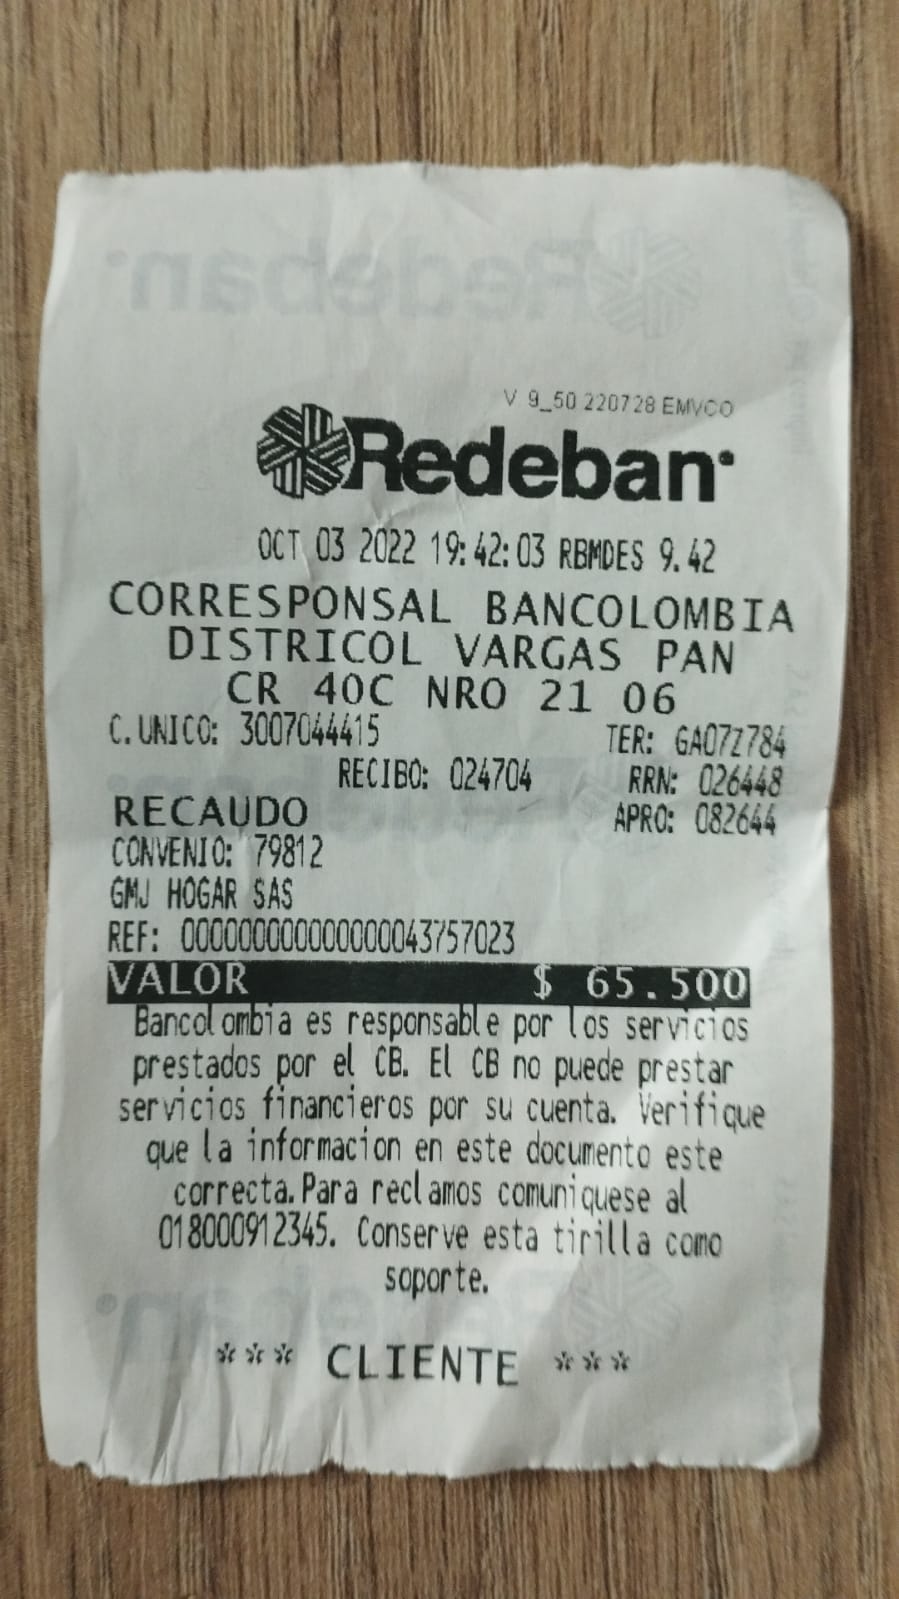 V 9_50 220728 EMVCO
Redeban
OCT 03 2022 19:42:03 RBMDES 9.42
CORRESPONSAL BANCOLOMBIA
DISTRICOL VARGAS PAN
CR 40C NRO 21 06
C.UNICO: 3007044415 TER: GA07Z784
RECIBO: 024704 RRN: 026448
RECAUDO APRO: 082644
CONVENIO: 79812
GMJ HOGAR SAS
REF: 000000000000000043757023
VALOR $ 65.500
Bancolombia es responsable por los servicios
prestados por el CB. El CB no puede prestar
servicios financieros por su cuenta. Verifique
que la informacion en este documento este
correcta.Para reclamos comuniquese al
018000912345. Conserve esta tirilla como
soporte.
*** CLIENTE ***